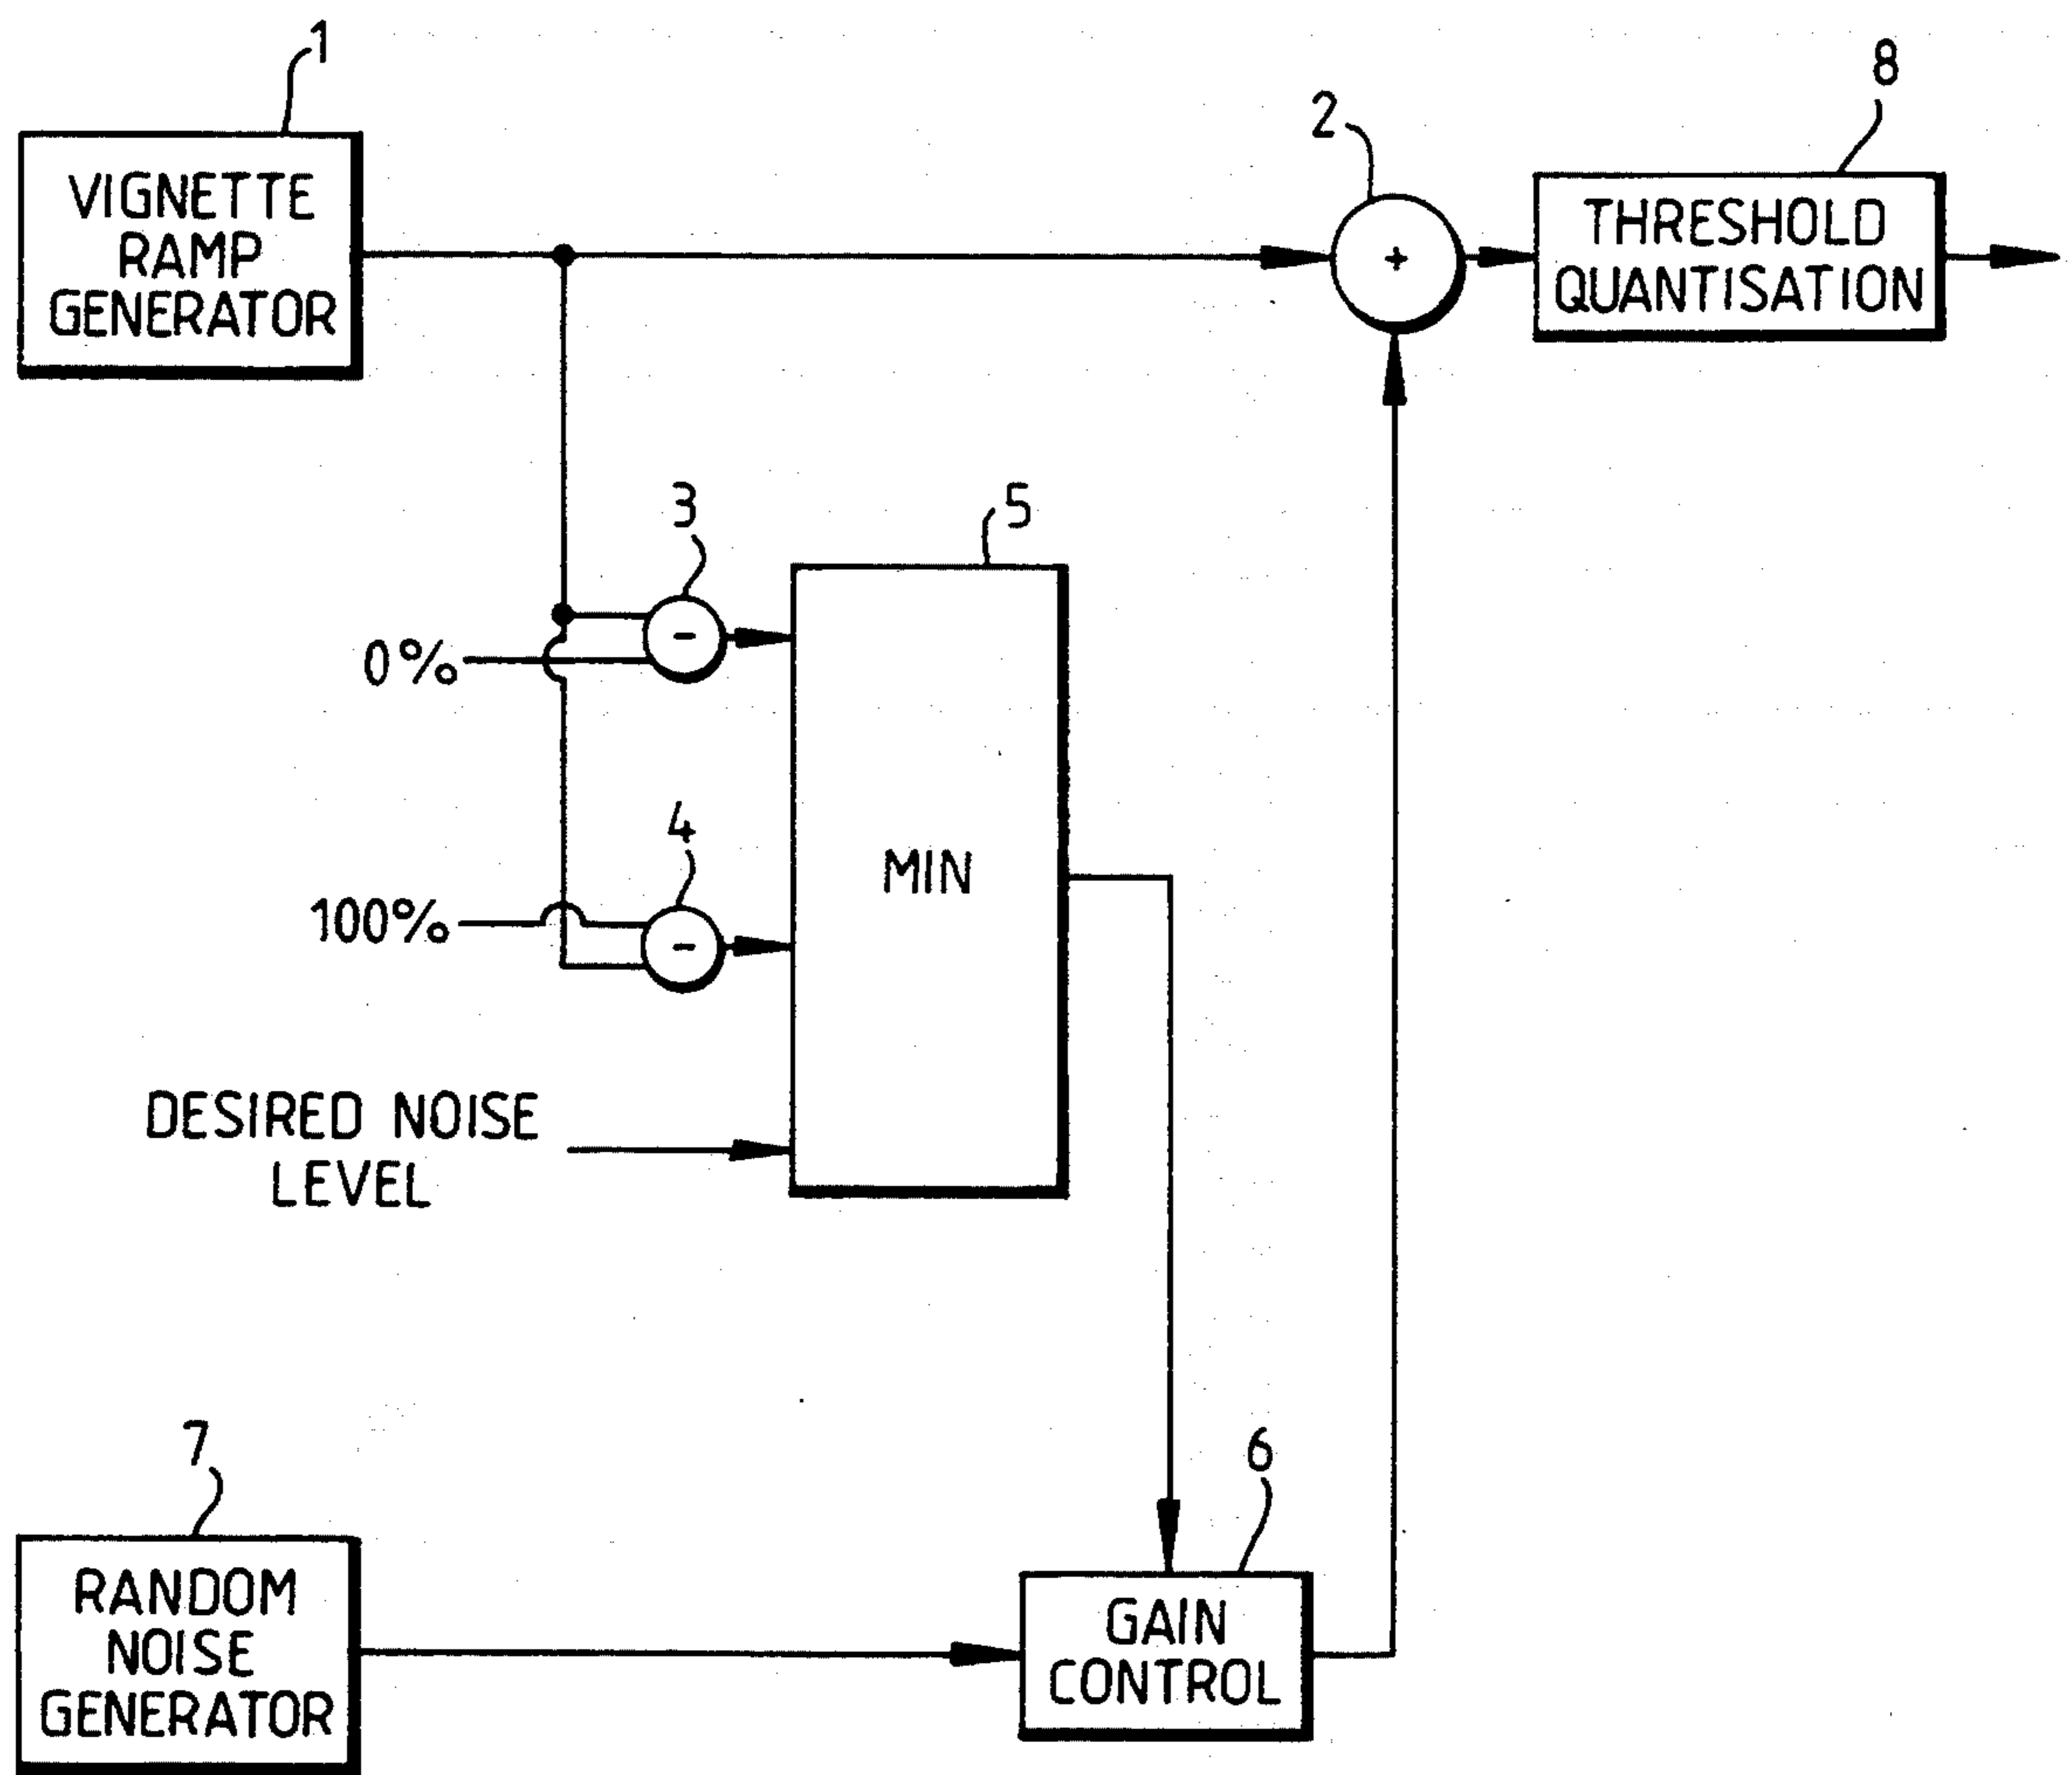 1
VIGNETTE
RAMP
GENERATOR
2
+
8
THRESHOLD
QUANTISATION
3
-
0%
5
MIN
4
-
100%
DESIRED NOISE
LEVEL
7
RANDOM
NOISE
GENERATOR
6
GAIN
CONTROL